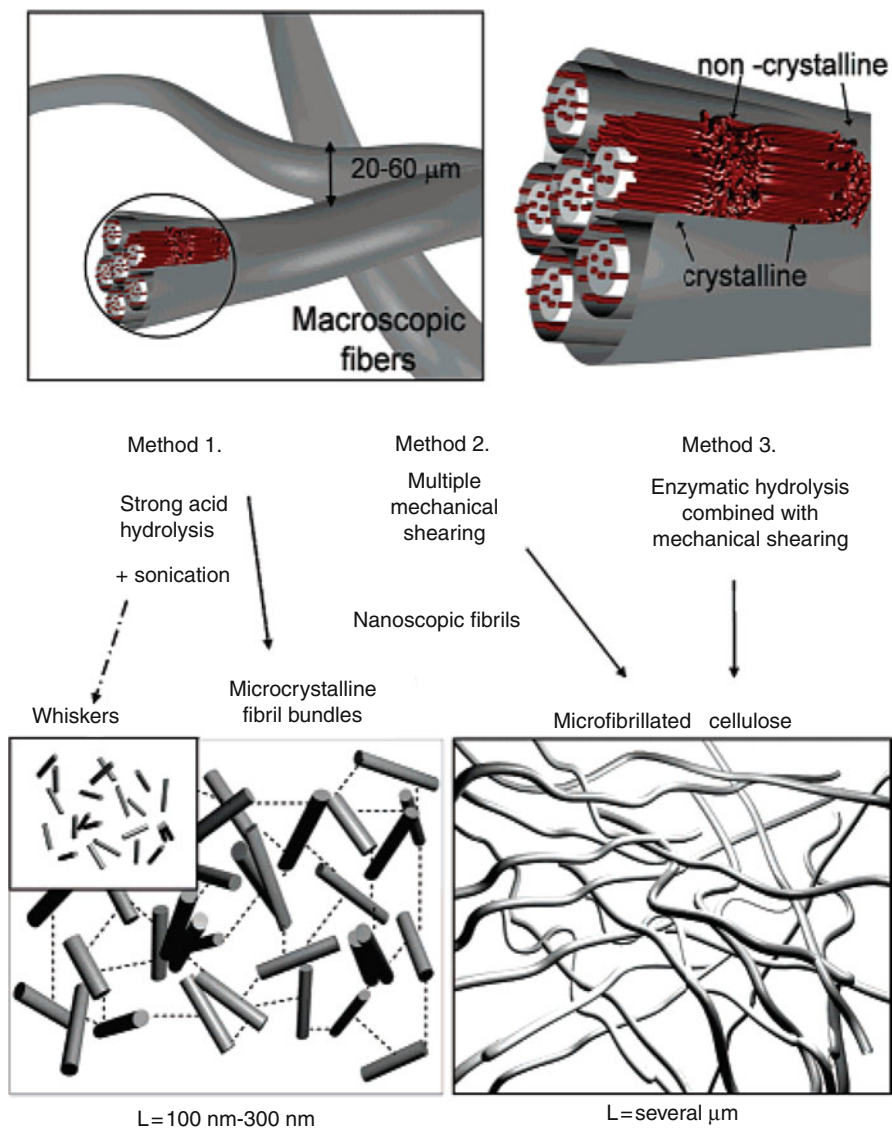 20-60 μm
Macroscopic
fibers
non -crystalline
crystalline
Method 1.
Strong acid
hydrolysis
+ sonication
Method 2.
Multiple
mechanical
shearing
Method 3.
Enzymatic hydrolysis
combined with
mechanical shearing
Nanoscopic fibrils
Whiskers
Microcrystalline
fibril bundles
Microfibrillated cellulose
L=100 nm-300 nm
L=several μm